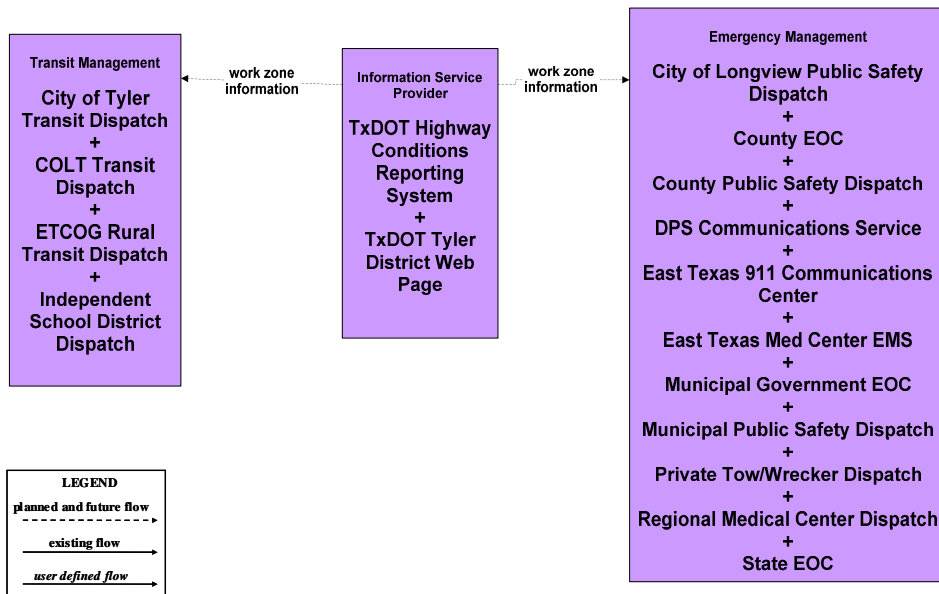 Transit Management
City of Tyler
Transit Dispatch
+
COLT Transit
Dispatch
+
ETCOG Rural
Transit Dispatch
+
Independent
School District
Dispatch
work zone
information
Information Service
Provider
TxDOT Highway
Conditions
Reporting
System
+
TxDOT Tyler
District Web
Page
work zone
information
Emergency Management
City of Longview Public Safety
Dispatch
+
County EOC
+
County Public Safety Dispatch
+
DPS Communications Service
+
East Texas 911 Communications
Center
+
East Texas Med Center EMS
+
Municipal Government EOC
+
Municipal Public Safety Dispatch
+
Private Tow/Wrecker Dispatch
+
Regional Medical Center Dispatch
+
State EOC
LEGEND
planned and future flow
existing flow
user defined flow